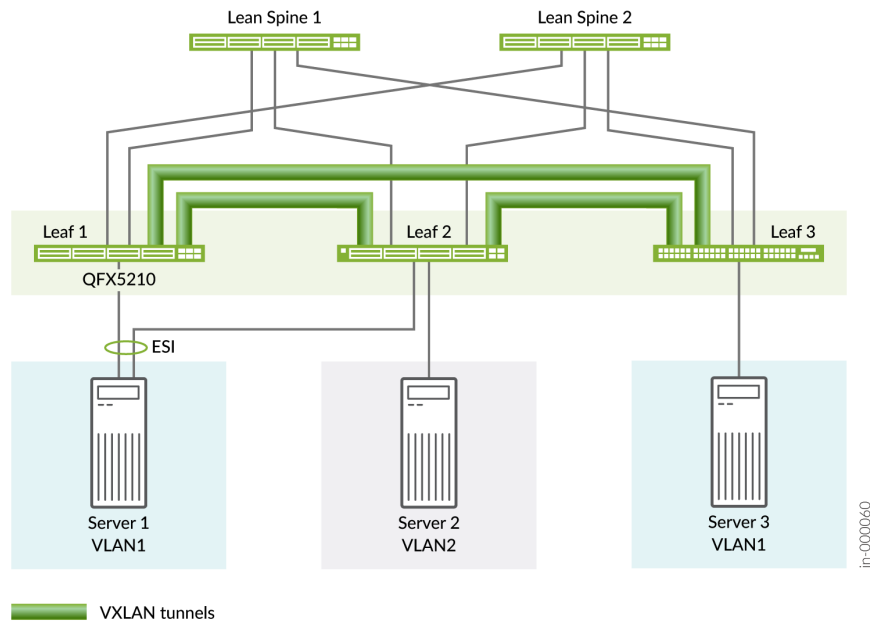 Lean Spine 1
Lean Spine 2
Leaf 1
Leaf 2
Leaf 3
QFX5210
ESI
Server 1
VLAN1
Server 2
VLAN2
Server 3
VLAN1
in-000060
VXLAN tunnels